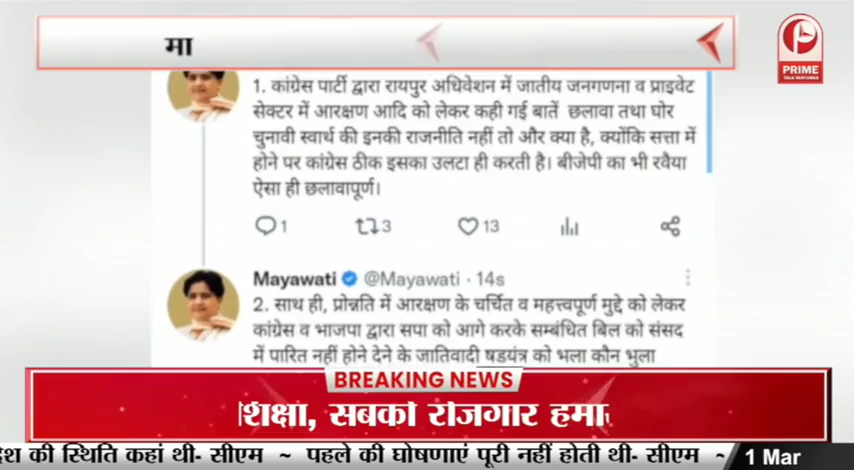 मा
PRIME
TALK VENTURES
1. कांग्रेस पार्टी द्वारा रायपुर अधिवेशन में जातीय जनगणना व प्राइवेट
सेक्टर में आरक्षण आदि को लेकर कही गई बातें छलावा तथा घोर
चुनावी स्वार्थ की इनकी राजनीति नहीं तो और क्या है, क्योंकि सत्ता में
होने पर कांग्रेस ठीक इसका उलटा ही करती है। बीजेपी का भी रवैया
ऐसा ही छलावापूर्ण।
1 3 13
Mayawati @Mayawati · 14s
2. साथ ही, प्रोन्नति में आरक्षण के चर्चित व महत्त्वपूर्ण मुद्दे को लेकर
कांग्रेस व भाजपा द्वारा सपा को आगे करके सम्बंधित बिल को संसद
में पारित नहीं होने देने के जातिवादी षडयंत्र को भला कौन भुला
BREAKING NEWS
शिक्षा, सबको रोजगार हमा
देश की स्थिति कहां थी- सीएम ~ पहले की घोषणाएं पूरी नहीं होती थी- सीएम ~ 1 Mar